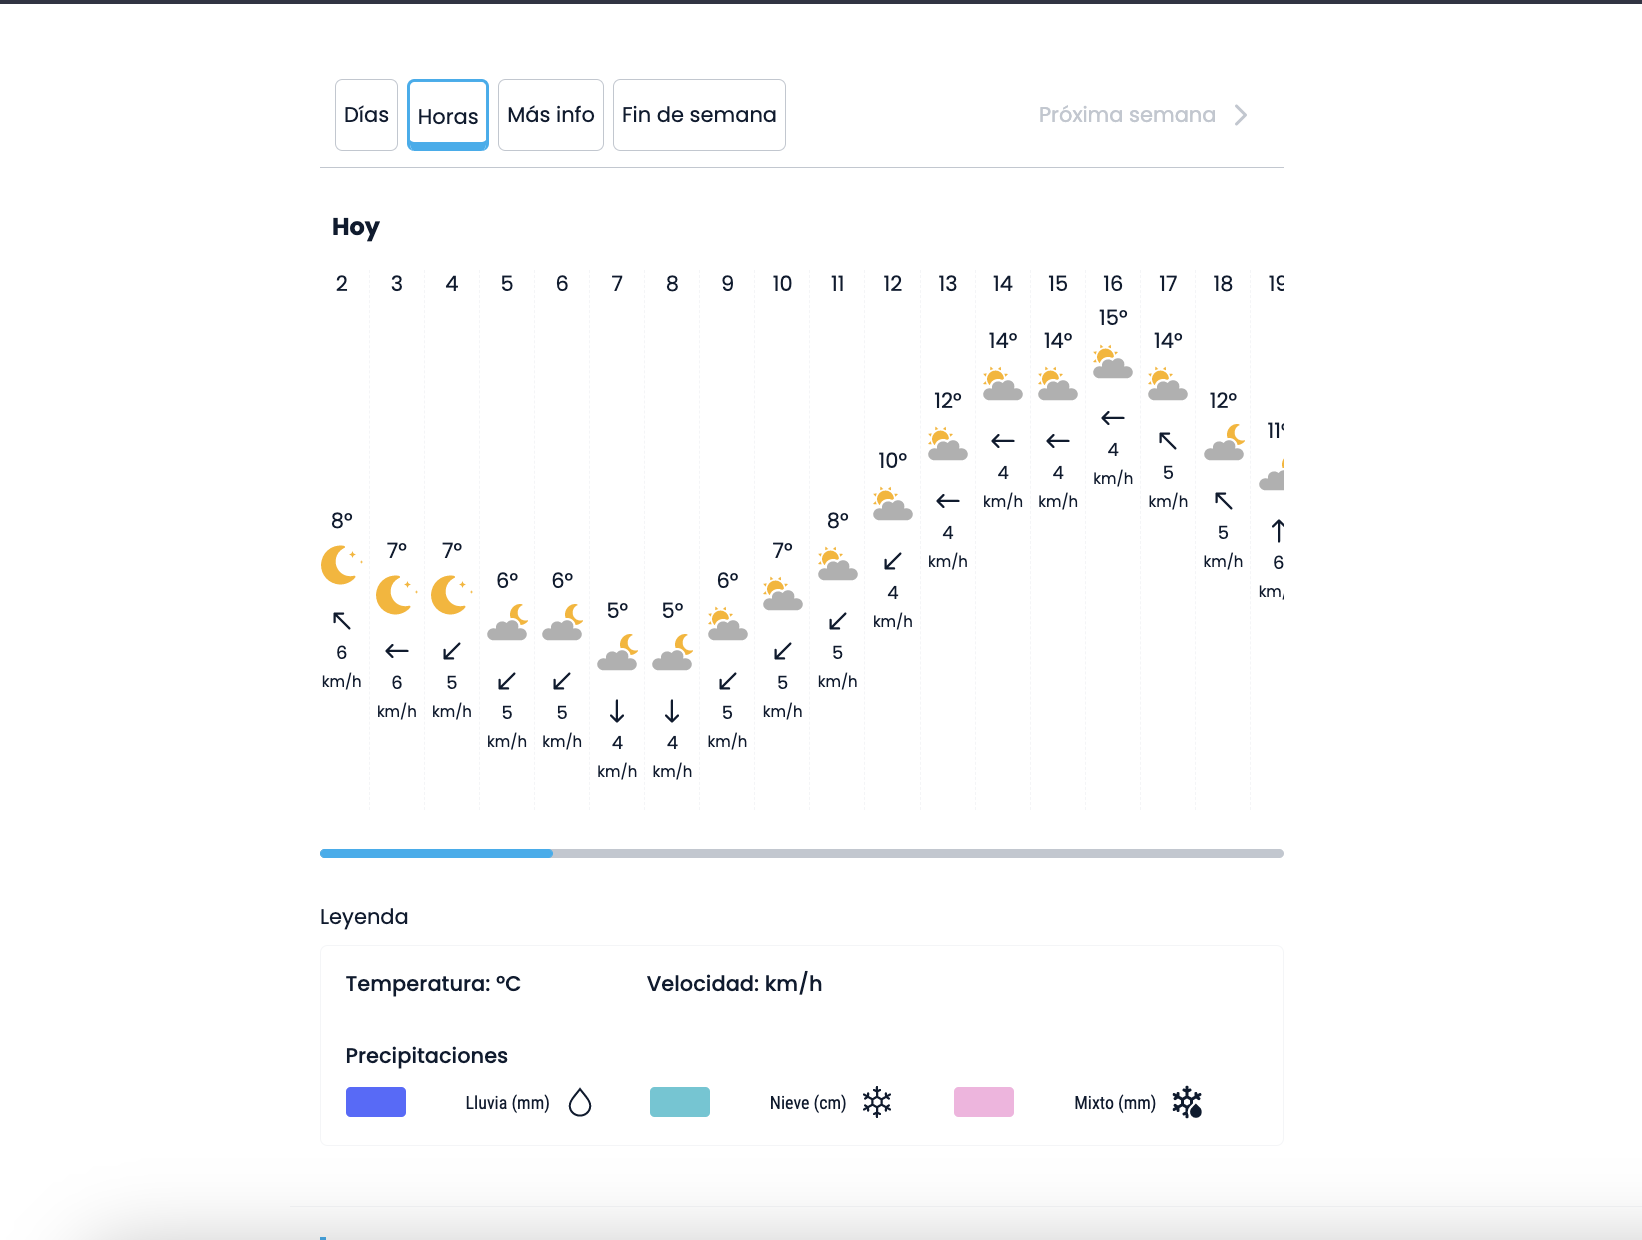 Días Horas Más info Fin de semana Próxima semana
Hoy
2 3 4 5 6 7 8 9 10 11 12 13 14 15 16 17 18 19
8° 7° 7° 6° 6° 5° 5° 6° 7° 8° 10° 12° 14° 14° 15° 14° 12° 11°
6 6 5 5 5 4 4 5 5 5 4 4 4 4 4 5 5 6
km/h km/h km/h km/h km/h km/h km/h km/h km/h km/h km/h km/h km/h km/h km/h km/h km/h km/
Leyenda
Temperatura: °C Velocidad: km/h
Precipitaciones
Lluvia (mm) Nieve (cm) Mixto (mm)